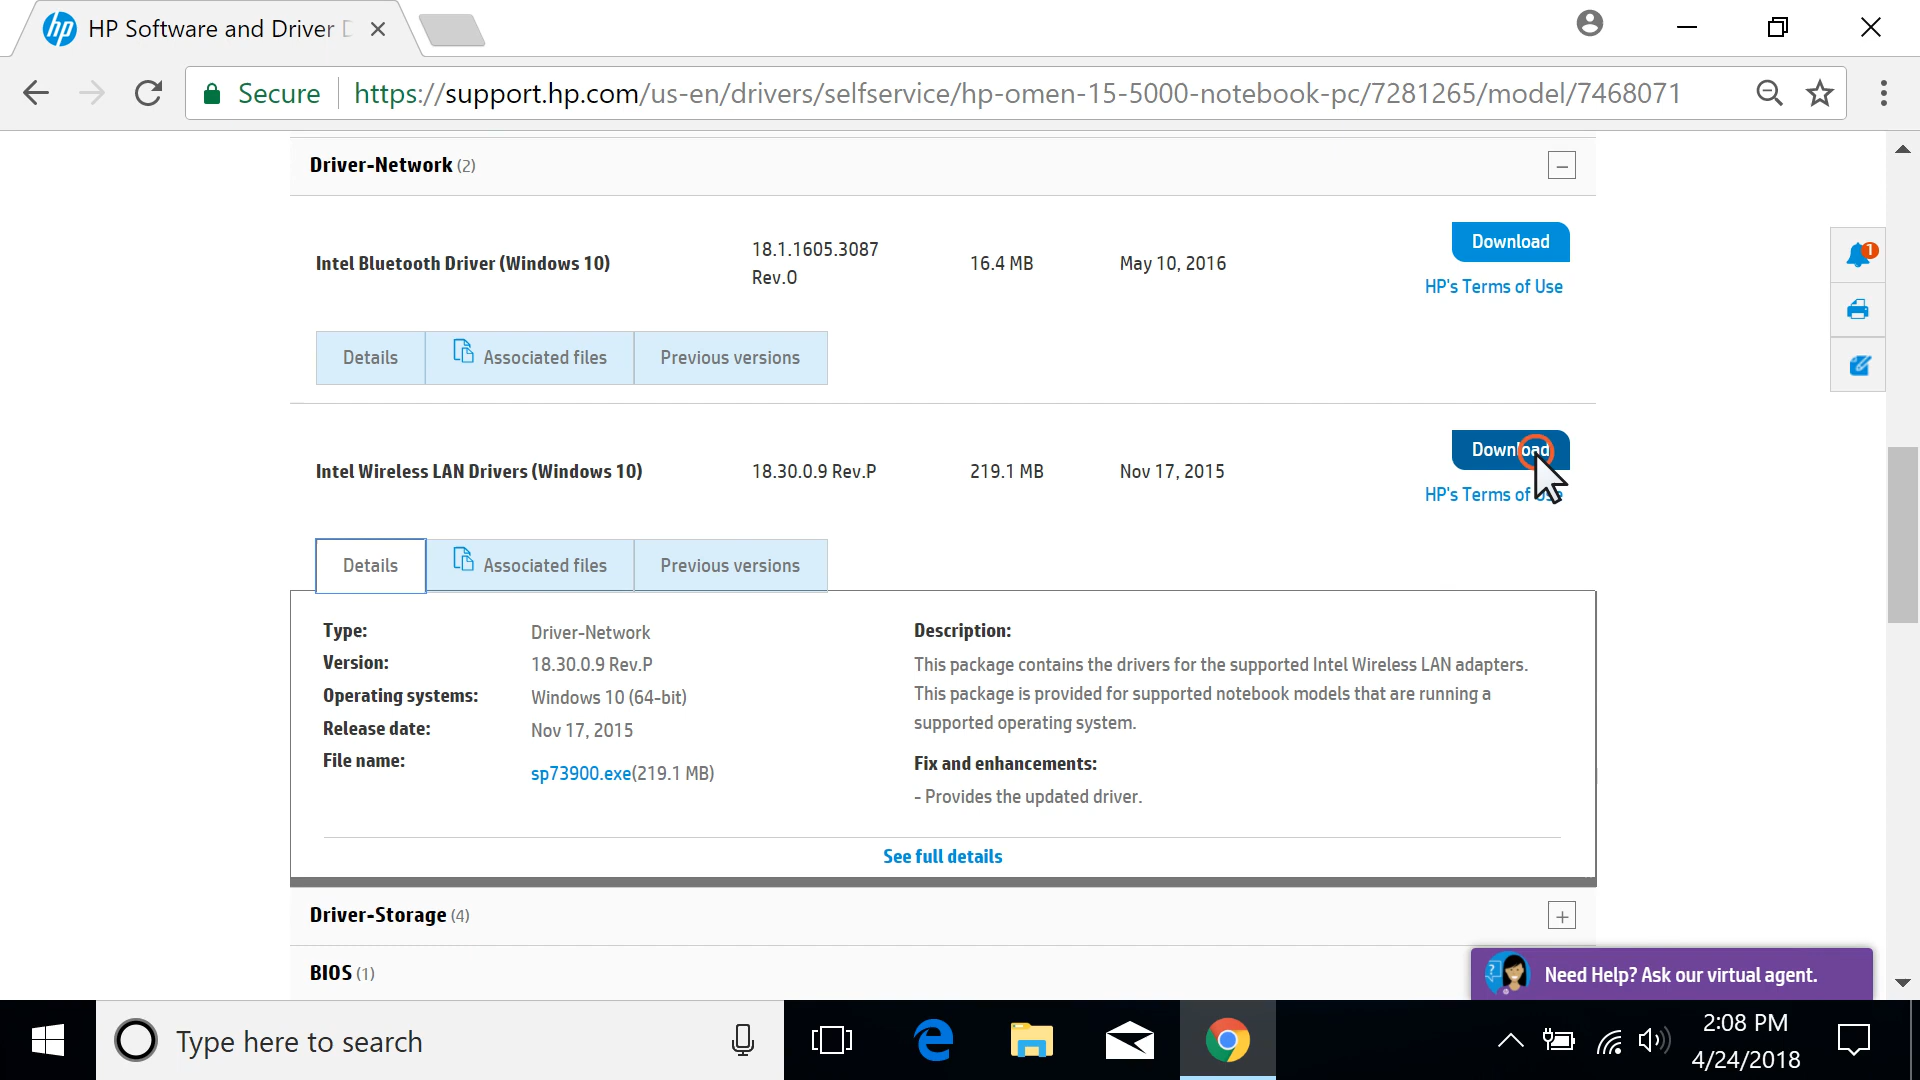 hp HP Software and Driver D
Secure https://support.hp.com/us-en/drivers/selfservice/hp-omen-15-5000-notebook-pc/7281265/model/7468071
Driver-Network (2)
Intel Bluetooth Driver (Windows 10)
18.1.1605.3087
Rev.O
16.4 MB
May 10, 2016
Download
HP's Terms of Use
Details
Associated files
Previous versions
1
Intel Wireless LAN Drivers (Windows 10)
18.30.0.9 Rev.P
219.1 MB
Nov 17, 2015
Download
HP's Terms of Use
Details
Associated files
Previous versions
Type: Driver-Network
Version: 18.30.0.9 Rev.P
Operating systems: Windows 10 (64-bit)
Release date: Nov 17, 2015
File name: sp73900.exe(219.1 MB)
Description:
This package contains the drivers for the supported Intel Wireless LAN adapters.
This package is provided for supported notebook models that are running a
supported operating system.
Fix and enhancements:
- Provides the updated driver.
See full details
Driver-Storage (4)
BIOS (1)
Need Help? Ask our virtual agent.
Type here to search
2:08 PM
4/24/2018